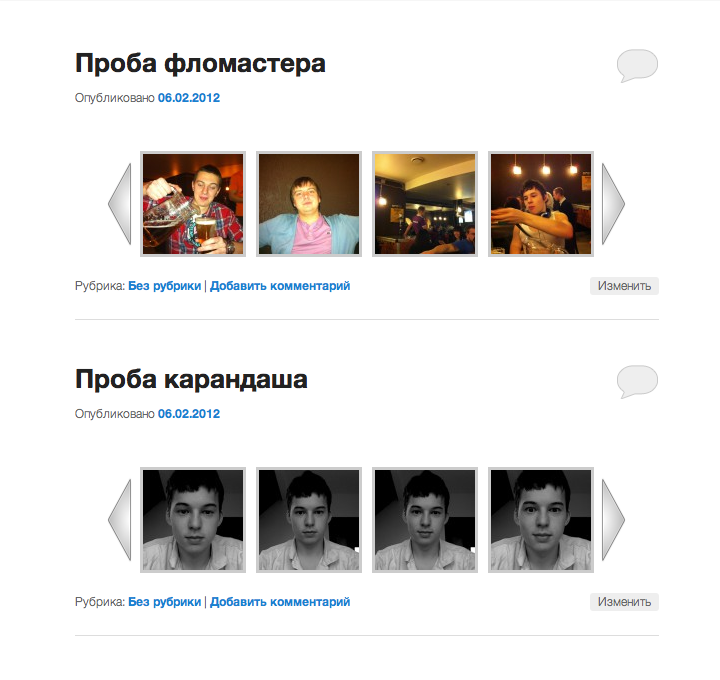 Проба фломастера
Опубликовано 06.02.2012
Рубрика: Без рубрики | Добавить комментарий
Изменить
Проба карандаша
Опубликовано 06.02.2012
Рубрика: Без рубрики | Добавить комментарий
Изменить